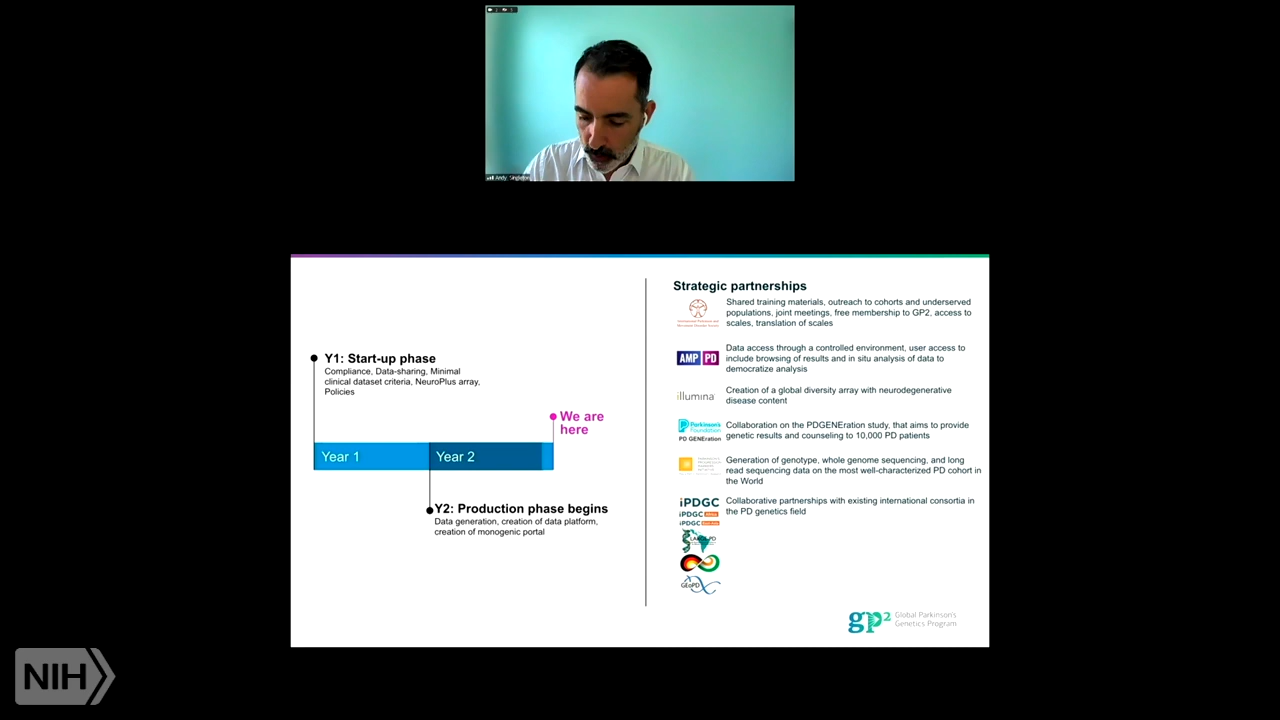 Andy Singleton
Y1: Start-up phase
Compliance, Data-sharing, Minimal
clinical dataset criteria, NeuroPlus array,
Policies
We are
here
Year 1
Year 2
Y2: Production phase begins
Data generation, creation of data platform,
creation of monogenic portal
Strategic partnerships
Shared training materials, outreach to cohorts and underserved
populations, joint meetings, free membership to GP2, access to
scales, translation of scales
AMP PD
Data access through a controlled environment, user access to
include browsing of results and in situ analysis of data to
democratize analysis
illumina
Creation of a global diversity array with neurodegenerative
disease content
Parkinson's
Foundation
PD GENEration
Collaboration on the PDGENEration study, that aims to provide
genetic results and counseling to 10,000 PD patients
Generation of genotype, whole genome sequencing, and long
read sequencing data on the most well-characterized PD cohort in
the World
iPDGC
iPDGC
iPDGC
Collaborative partnerships with existing international consortia in
the PD genetics field
GEoPD
gp2 Global Parkinson's
Genetics Program
NIH